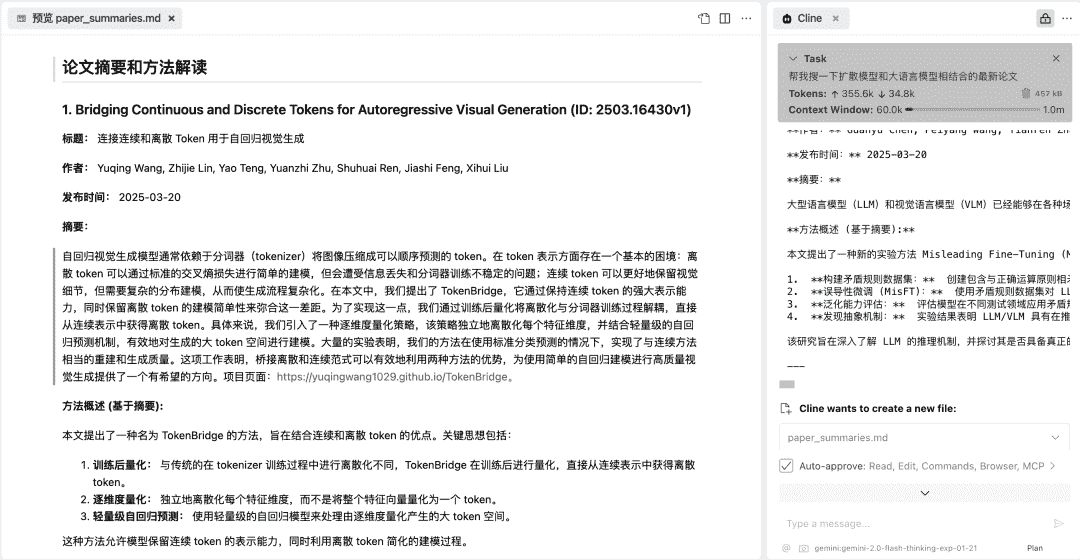 预览 paper_summaries.md
论文摘要和方法解读
1. Bridging Continuous and Discrete Tokens for Autoregressive Visual Generation (ID: 2503.16430v1)
标题： 连接连续和离散 Token 用于自回归视觉生成
作者： Yuqing Wang, Zhijie Lin, Yao Teng, Yuanzhi Zhu, Shuhuai Ren, Jiashi Feng, Xihui Liu
发布时间： 2025-03-20
摘要：
自回归视觉生成模型通常依赖于分词器（tokenizer）将图像压缩成可以顺序预测的 token。在 token 表示方面存在一个基本的困境：离
散 token 可以通过标准的交叉熵损失进行简单的建模，但会遭受信息丢失和分词器训练不稳定的问题；连续 token 可以更好地保留视觉
细节，但需要复杂的分布建模，从而使生成流程复杂化。在本文中，我们提出了 TokenBridge，它通过保持连续 token 的强大表示能
力，同时保留离散 token 的建模简单性来弥合这一差距。为了实现这一点，我们通过训练后量化将离散化与分词器训练过程解耦，直接
从连续表示中获得离散 token。具体来说，我们引入了一种逐维度量化策略，该策略独立地离散化每个特征维度，并结合轻量级的自回
归预测机制，有效地对生成的大 token 空间进行建模。大量的实验表明，我们的方法在使用标准分类预测的情况下，实现了与连续方法
相当的重建和生成质量。这项工作表明，桥接离散和连续范式可以有效地利用两种方法的优势，为使用简单的自回归建模进行高质量视
觉生成提供了一个有希望的方向。项目页面：https://yuqingwang1029.github.io/TokenBridge。
方法概述 (基于摘要)：
本文提出了一种名为 TokenBridge 的方法，旨在结合连续和离散 token 的优点。关键思想包括：
1. 训练后量化： 与传统的在 tokenizer 训练过程中进行离散化不同，TokenBridge 在训练后进行量化，直接从连续表示中获得离散
token。
2. 逐维度量化： 独立地离散化每个特征维度，而不是将整个特征向量量化为一个 token。
3. 轻量级自回归预测： 使用轻量级的自回归模型来处理由逐维度量化产生的大 token 空间。
这种方法允许模型保留连续 token 的表示能力，同时利用离散 token 简化的建模过程。
Cline
Task
帮我搜一下扩散模型和大语言模型相结合的最新论文
Tokens: ↑ 355.6k ↓ 34.8k 457 kB
Context Window: 60.0k 1.0m
**发布时间：** 2025-03-20
**摘要：**
大型语言模型（LLM）和视觉语言模型（VLM）已经能够在各种场
**方法概述 (基于摘要)：**
本文提出了一种新的实验方法 Misleading Fine-Tuning (M
1. **构建矛盾规则数据集：** 创建包含与正确运算原则相
2. **误导性微调 (MisFT)：** 使用矛盾规则数据集对 LL
3. **泛化能力评估：** 评估模型在不同测试领域应用矛盾规
4. **发现抽象机制：** 实验结果表明 LLM/VLM 具有在推
该研究旨在深入了解 LLM 的推理机制，并探讨其是否具备真正的
———
Cline wants to create a new file:
paper_summaries.md
Auto-approve: Read, Edit, Commands, Browser, MCP
Type a message...
@ gemini:gemini-2.0-flash-thinking-exp-01-21 Plan